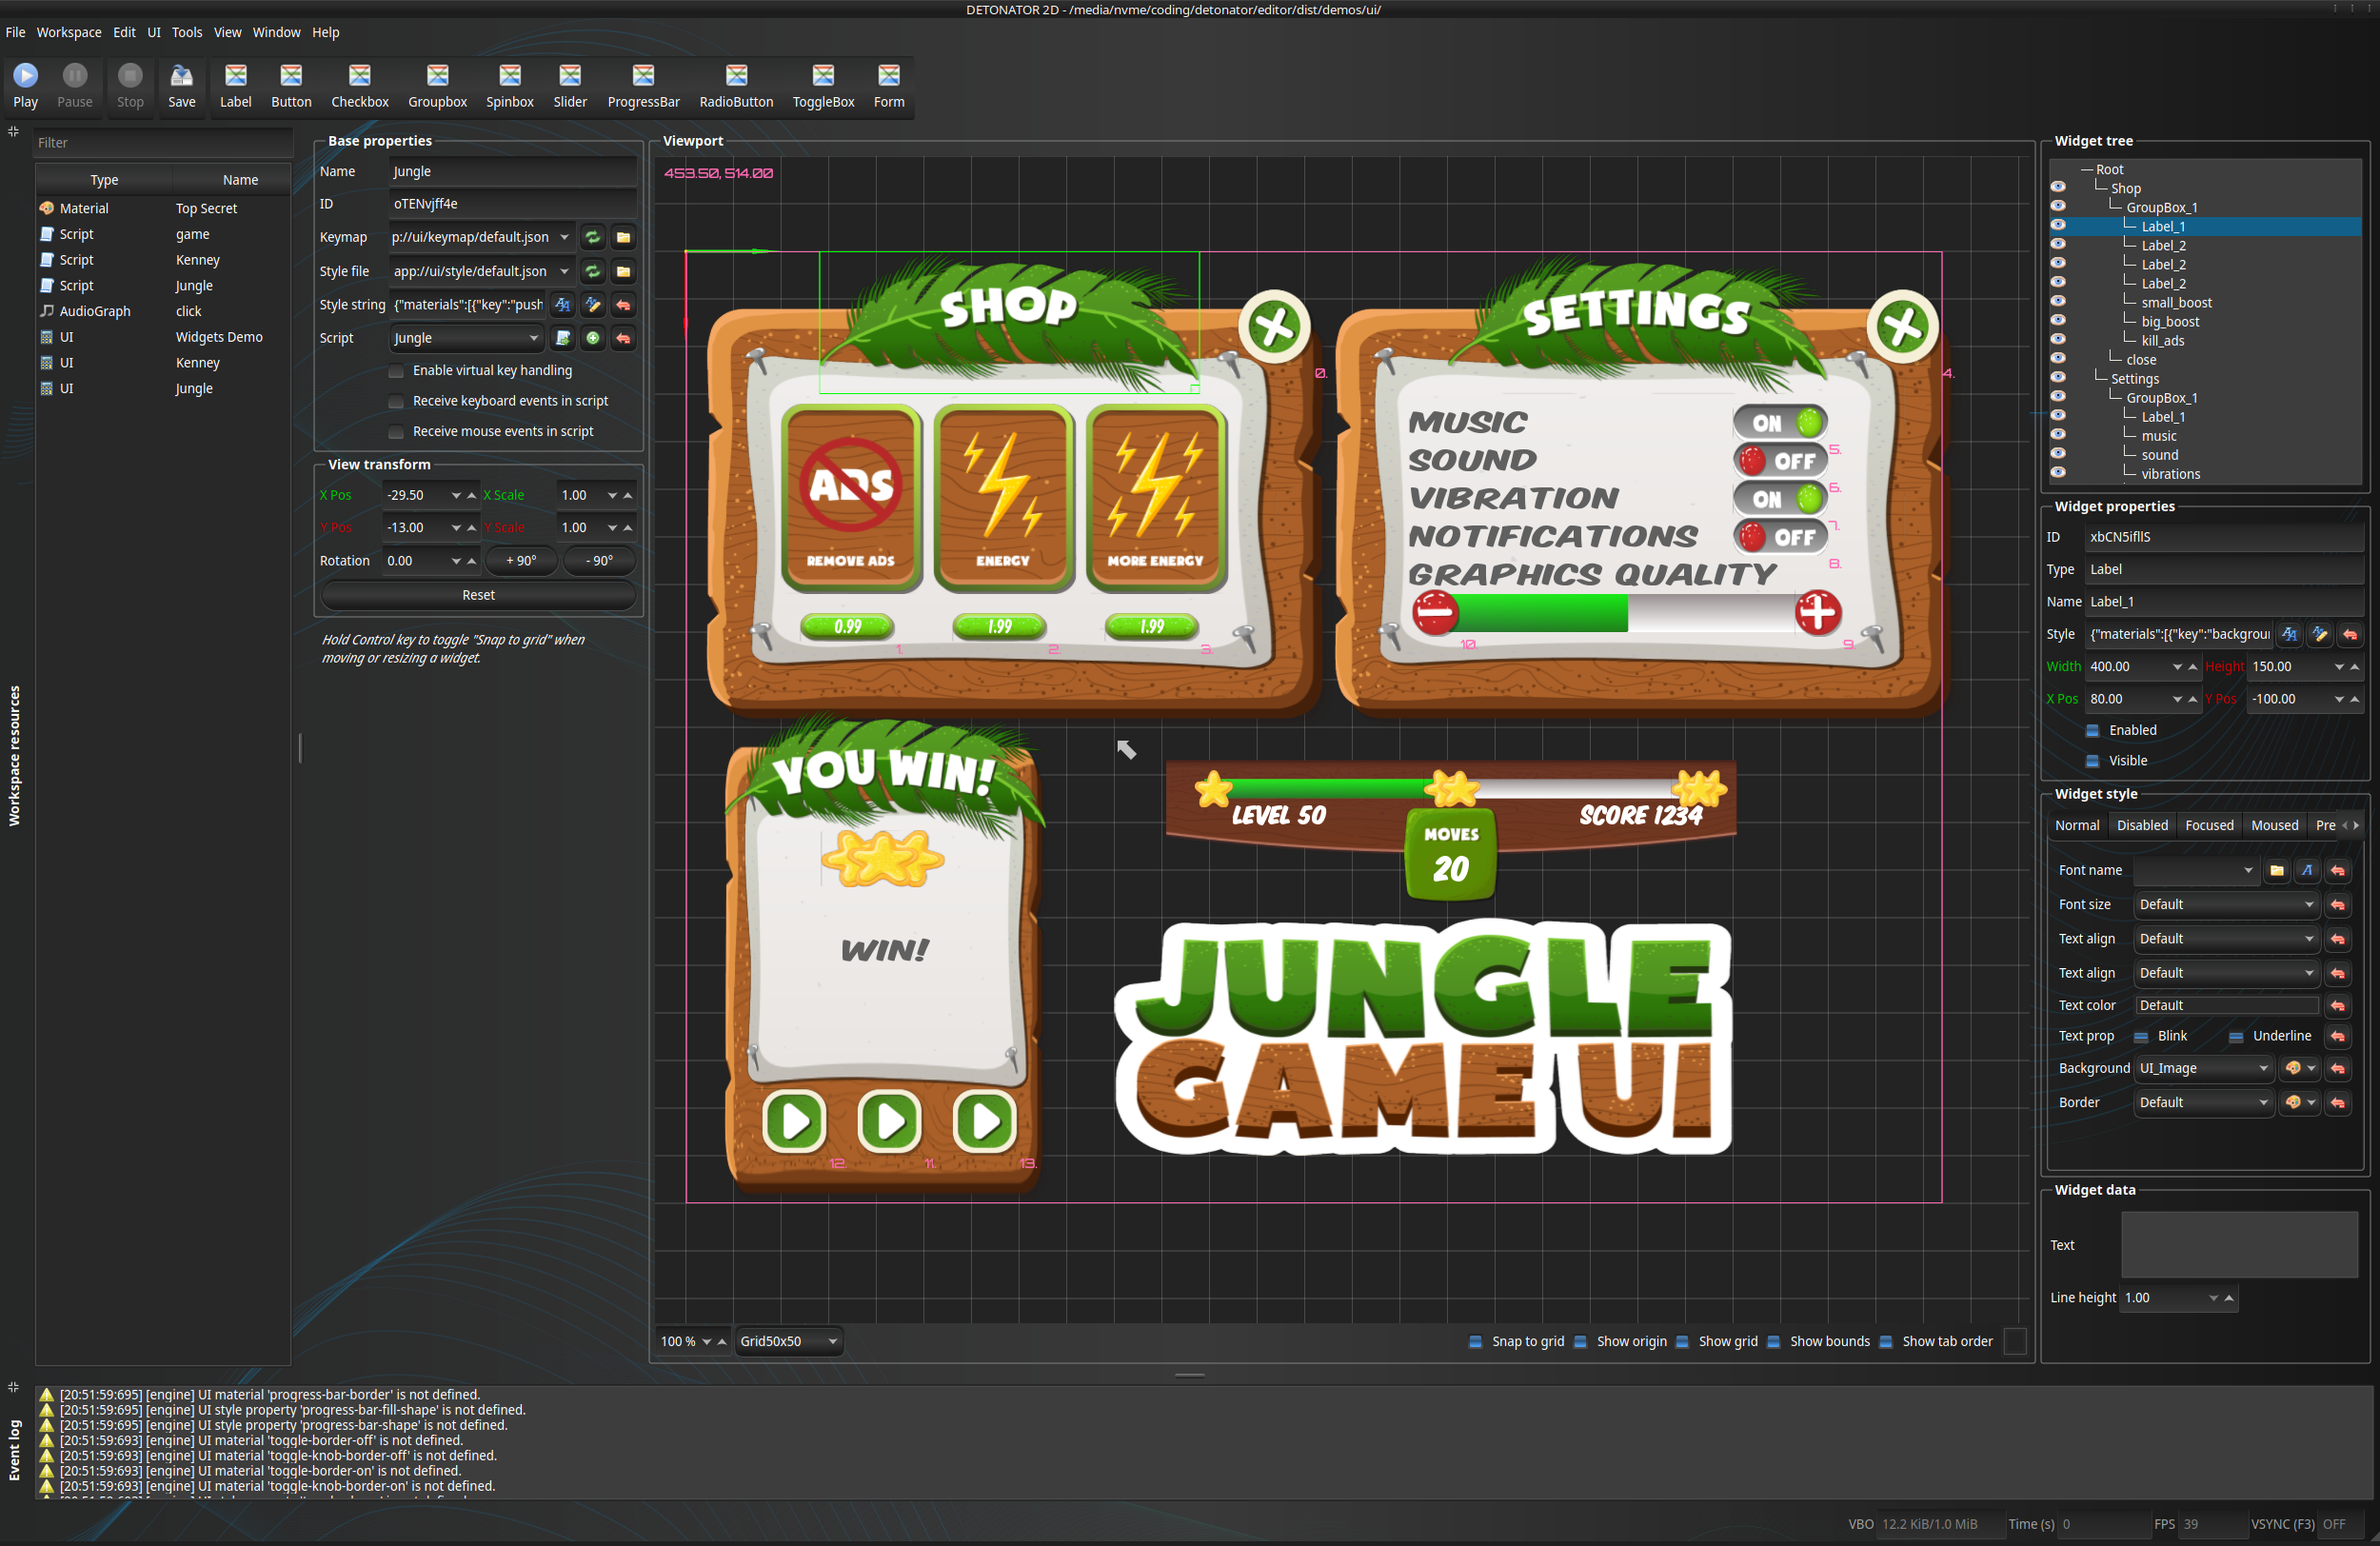 DETONATOR 2D - /media/nvme/coding/detonator/editor/dist/demos/ui/
File Workspace Edit UI Tools View Window Help
Play Pause Stop Save Label Button Checkbox Groupbox Spinbox Slider ProgressBar RadioButton ToggleBox Form
Workspace resources
Filter
Type Name
Material Top Secret
Script game
Script Kenney
Script Jungle
AudioGraph click
UI Widgets Demo
UI Kenney
UI Jungle
Base properties
Name Jungle
ID oTENvjff4e
Keymap p://ui/keymap/default.json
Style file app://ui/style/default.json
Style string {"materials":[{"key":"push
Script Jungle
Enable virtual key handling
Receive keyboard events in script
Receive mouse events in script
View transform
X Pos -29.50 X Scale 1.00
Y Pos -13.00 Y Scale 1.00
Rotation 0.00 + 90° - 90°
Reset
Hold Control key to toggle "Snap to grid" when
moving or resizing a widget.
Viewport
453.50, 514.00
SHOP
0.
ADS
REMOVE ADS
ENERGY
MORE ENERGY
0.99
1.99
1.99
1. 2. 3.
SETTINGS
4.
MUSIC ON
5.
SOUND OFF
6.
VIBRATION ON
7.
NOTIFICATIONS OFF
8.
GRAPHICS QUALITY
10. 9.
YOU WIN!
WIN!
12. 11. 13.
LEVEL 50 SCORE 1234
MOVES
20
JUNGLE
GAME UI
100 % Grid50x50 Snap to grid Show origin Show grid Show bounds Show tab order
Widget tree
Root
Shop
GroupBox_1
Label_1
Label_2
Label_2
Label_2
small_boost
big_boost
kill_ads
close
Settings
GroupBox_1
Label_1
music
sound
vibrations
Widget properties
ID xbCN5ifllS
Type Label
Name Label_1
Style {"materials":[{"key":"backgrou
Width 400.00 Height 150.00
X Pos 80.00 Y Pos -100.00
Enabled
Visible
Widget style
Normal Disabled Focused Moused Pre
Font name
Font size Default
Text align Default
Text align Default
Text color Default
Text prop Blink Underline
Background UI_Image
Border Default
Widget data
Text
Line height 1.00
Event log
[20:51:59:695] [engine] UI material 'progress-bar-border' is not defined.
[20:51:59:695] [engine] UI style property 'progress-bar-fill-shape' is not defined.
[20:51:59:695] [engine] UI style property 'progress-bar-shape' is not defined.
[20:51:59:693] [engine] UI material 'toggle-border-off' is not defined.
[20:51:59:693] [engine] UI material 'toggle-knob-border-off' is not defined.
[20:51:59:693] [engine] UI material 'toggle-border-on' is not defined.
[20:51:59:693] [engine] UI material 'toggle-knob-border-on' is not defined.
VBO 12.2 KiB/1.0 MiB Time (s) 0 FPS 39 VSYNC (F3) OFF